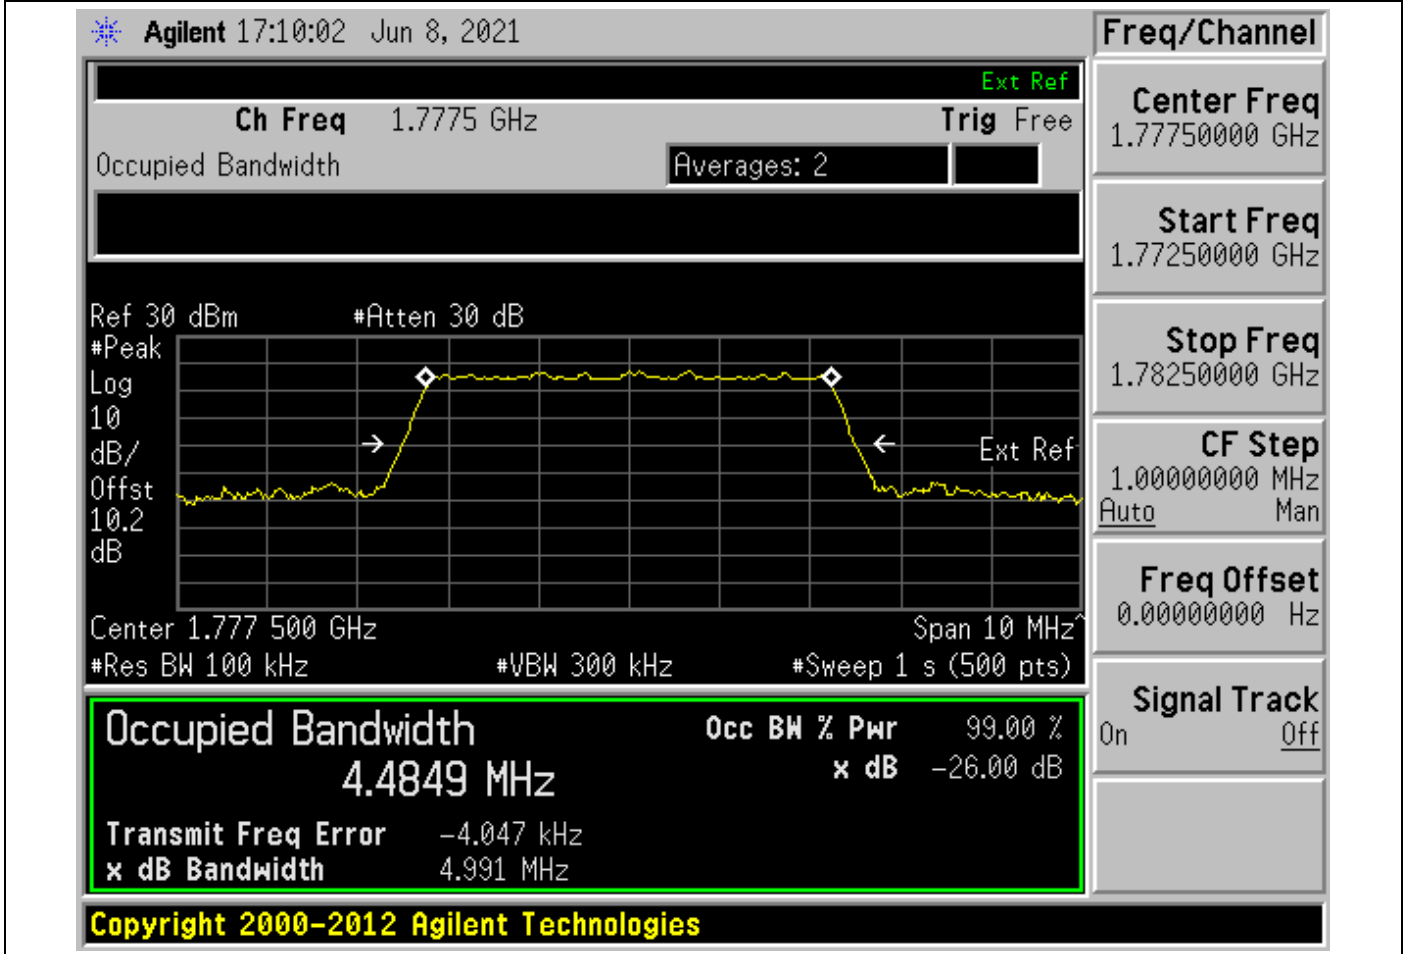 Agilent 17:10:02 Jun 8, 2021
Ext Ref
Ch Freq 1.7775 GHz Trig Free
Occupied Bandwidth Averages: 2
Ref 30 dBm #Atten 30 dB
#Peak
Log
10
dB/
Offst
10.2
dB
Ext Ref
Center 1.777 500 GHz Span 10 MHz^
#Res BW 100 kHz #VBW 300 kHz #Sweep 1 s (500 pts)
Occupied Bandwidth
4.4849 MHz
Occ BW % Pwr 99.00 %
x dB -26.00 dB
Transmit Freq Error -4.047 kHz
x dB Bandwidth 4.991 MHz
Copyright 2000-2012 Agilent Technologies
Freq/Channel
Center Freq
1.77750000 GHz
Start Freq
1.77250000 GHz
Stop Freq
1.78250000 GHz
CF Step
1.00000000 MHz
Auto Man
Freq Offset
0.00000000 Hz
Signal Track
On Off